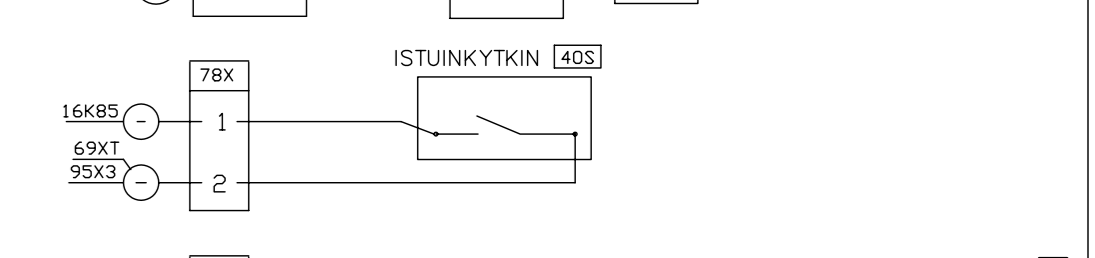 ISTUINKYTKIN 40S
78X
16K85 - 1
69XT
95X3 - 2